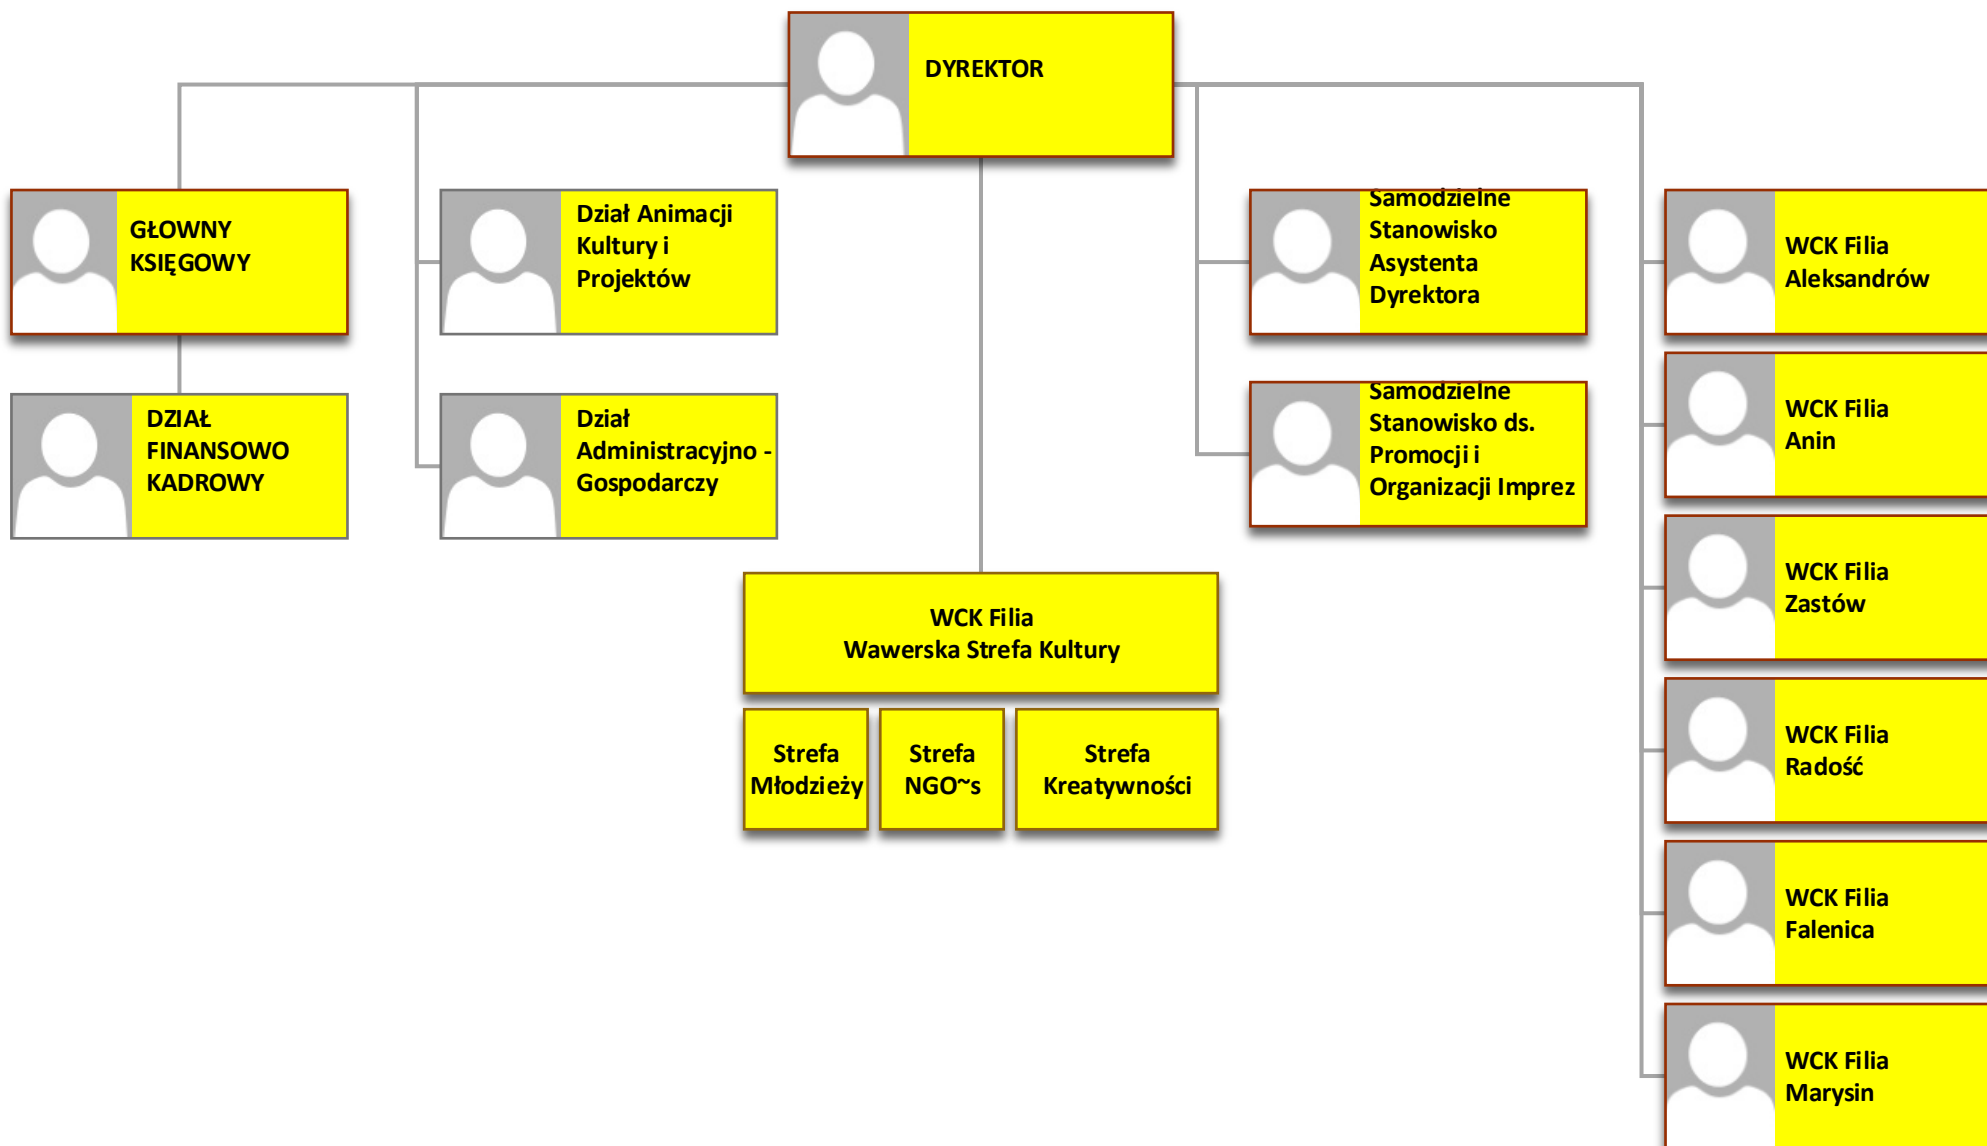 DYREKTOR
GŁOWNY
KSIĘGOWY
DZIAŁ
FINANSOWO
KADROWY
Dział Animacji
Kultury i
Projektów
Dział
Administracyjno -
Gospodarczy
WCK Filia
Wawerska Strefa Kultury
Strefa
Młodzieży
Strefa
NGO~s
Strefa
Kreatywności
Samodzielne
Stanowisko
Asystenta
Dyrektora
Samodzielne
Stanowisko ds.
Promocji i
Organizacji Imprez
WCK Filia
Aleksandrów
WCK Filia
Anin
WCK Filia
Zastów
WCK Filia
Radość
WCK Filia
Falenica
WCK Filia
Marysin